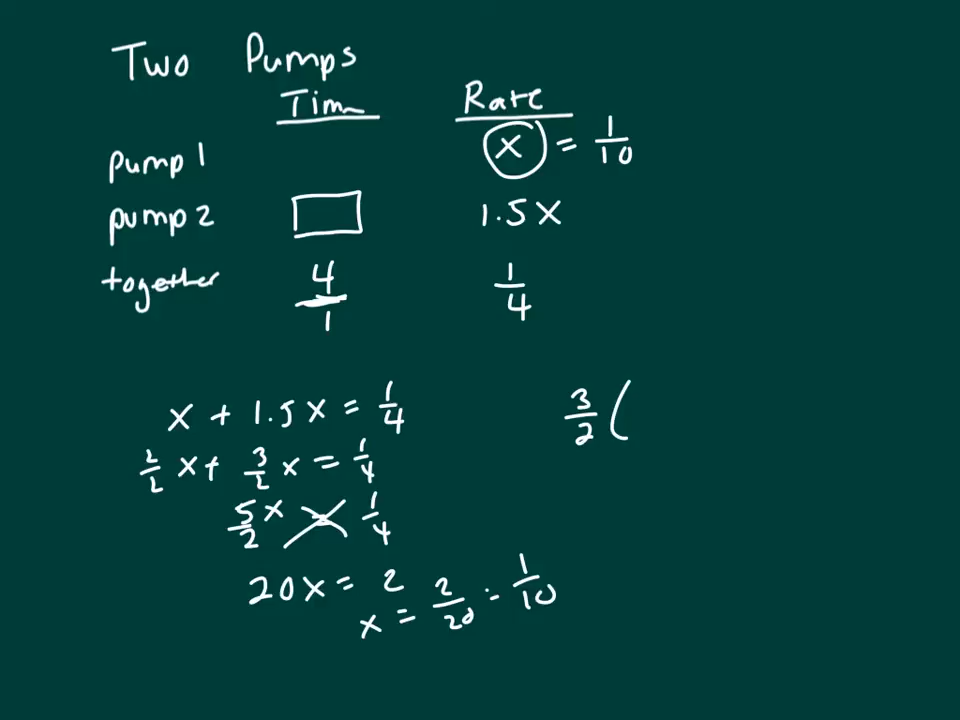 Two Pumps
Time Rate
pump 1 x = 1/10
pump 2 1.5x
together 4/1 1/4
x + 1.5x = 1/4 3/2 (
2/2 x + 3/2 x = 1/4
5/2 x = 1/4
20x = 2
x = 2/20 = 1/10